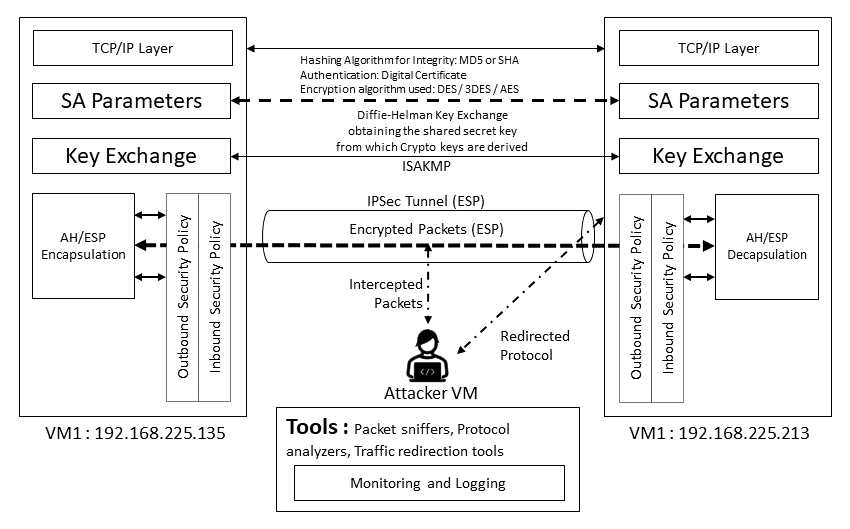 TCP/IP Layer
SA Parameters
Key Exchange
AH/ESP
Encapsulation
Outbound Security Policy
Inbound Security Policy
VM1 : 192.168.225.135
Hashing Algorithm for Integrity: MD5 or SHA
Authentication: Digital Certificate
Encryption algorithm used: DES / 3DES / AES
Diffie-Helman Key Exchange
obtaining the shared secret key
from which Crypto keys are derived
ISAKMP
IPSec Tunnel (ESP)
Encrypted Packets (ESP)
Intercepted
Packets
Redirected
Protocol
Attacker VM
Tools : Packet sniffers, Protocol
analyzers, Traffic redirection tools
Monitoring and Logging
TCP/IP Layer
SA Parameters
Key Exchange
Outbound Security Policy
Inbound Security Policy
AH/ESP
Decapsulation
VM1 : 192.168.225.213